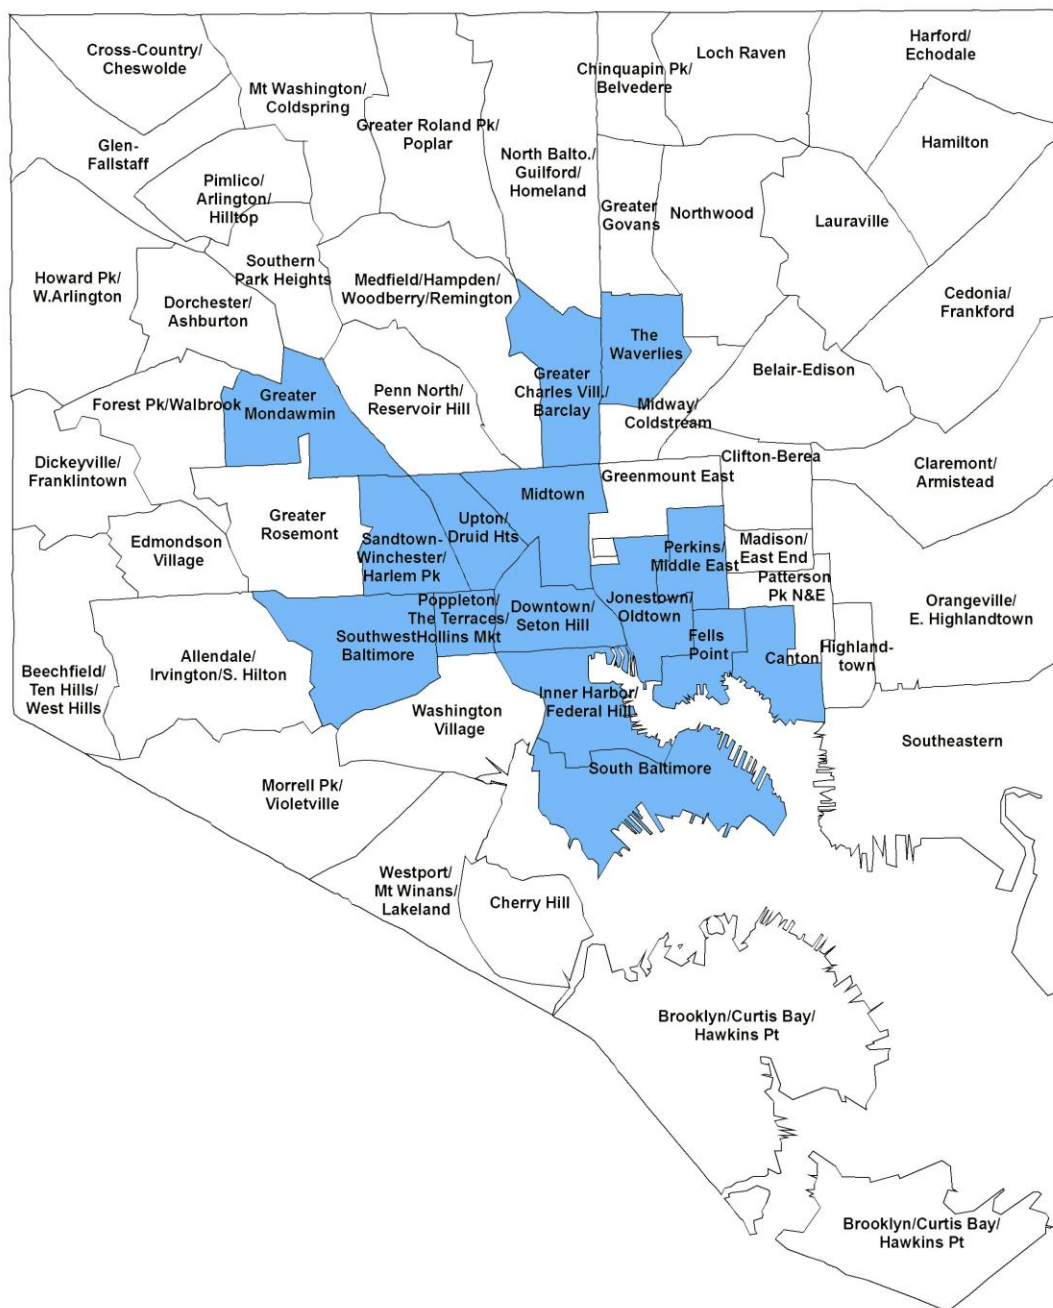 Cross-Country/
Cheswolde
Mt Washington/
Coldspring
Greater Roland Pk/
Poplar
Chinquapin Pk/
Belvedere
Loch Raven
Harford/
Echodale
Glen-
Fallstaff
Pimlico/
Arlington/
Hilltop
North Balto./
Guilford/
Homeland
Greater
Govans
Northwood
Lauraville
Hamilton
Howard Pk/
W.Arlington
Dorchester/
Ashburton
Southern
Park Heights
Medfield/Hampden/
Woodberry/Remington
Cedonia/
Frankford
The
Waverlies
Belair-Edison
Forest Pk/Walbrook
Greater
Mondawmin
Penn North/
Reservoir Hill
Greater
Charles Vill./
Barclay
Midway/
Coldstream
Dickeyville/
Franklintown
Clifton-Berea
Claremont/
Armistead
Greenmount East
Midtown
Edmondson
Village
Greater
Rosemont
Sandtown-
Winchester/
Harlem Pk
Upton/
Druid Hts
Perkins/
Middle East
Madison/
East End
Patterson
Pk N&E
Orangeville/
E. Highlandtown
Poppleton/
The Terraces/
Hollins Mkt
Downtown/
Seton Hill
Jonestown/
Oldtown
Southwest
Baltimore
Fells
Point
Canton
Highland-
town
Beechfield/
Ten Hills/
West Hills
Allendale/
Irvington/S. Hilton
Washington
Village
Inner Harbor/
Federal Hill
Southeastern
South Baltimore
Morrell Pk/
Violetville
Westport/
Mt Winans/
Lakeland
Cherry Hill
Brooklyn/Curtis Bay/
Hawkins Pt
Brooklyn/Curtis Bay/
Hawkins Pt